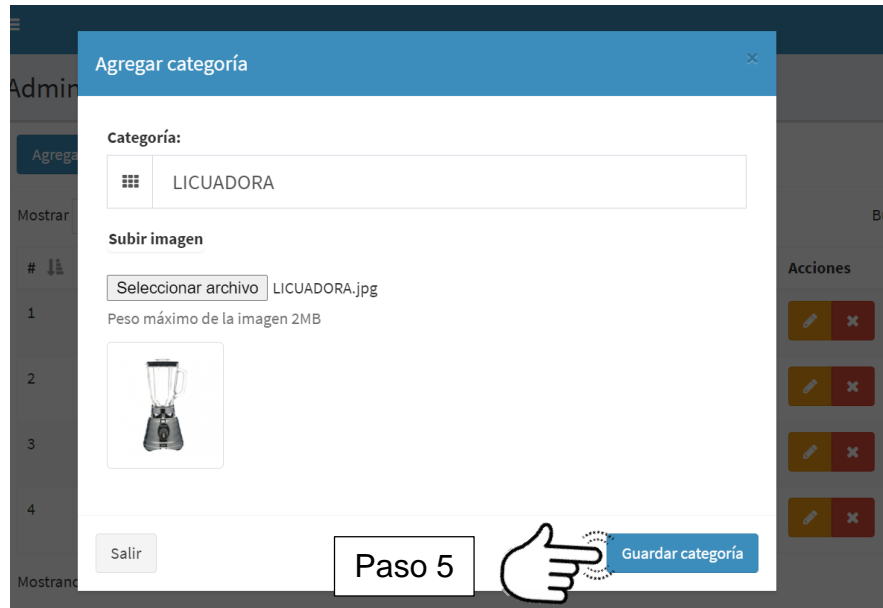 Agregar categoría
×
Admin
Agrega
Categoría:
LICUADORA
Mostrar
B
Subir imagen
#
Acciones
Seleccionar archivo LICUADORA.jpg
Peso máximo de la imagen 2MB
1
2
3
4
Salir
Paso 5
Guardar categoría
Mostrand